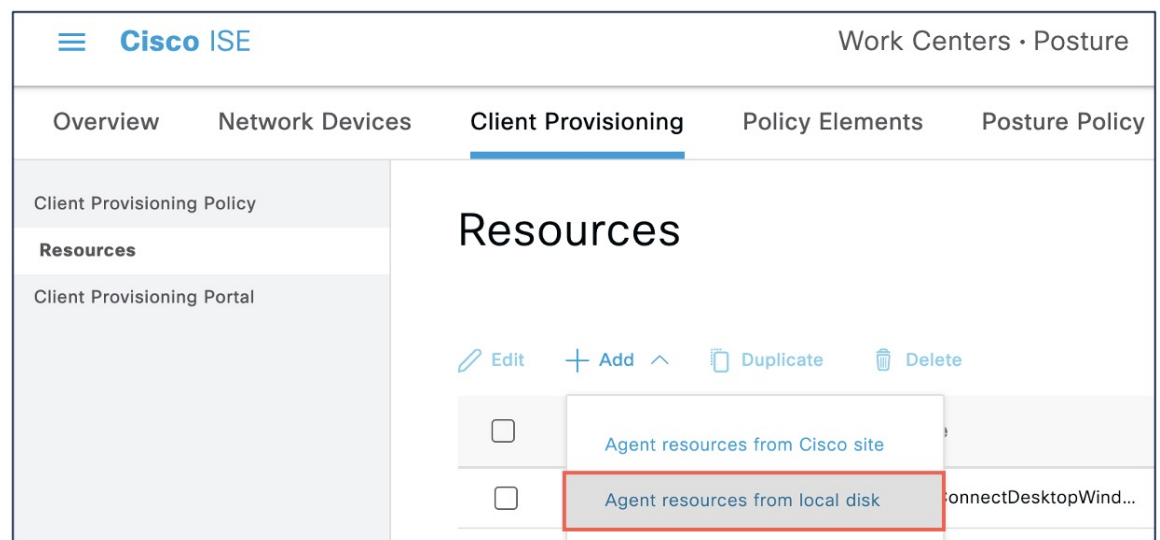 Cisco ISE
Work Centers · Posture
Overview Network Devices Client Provisioning Policy Elements Posture Policy
Client Provisioning Policy
Resources
Client Provisioning Portal
Resources
Edit Add Duplicate Delete
Agent resources from Cisco site
Agent resources from local disk
onnectDesktopWind...